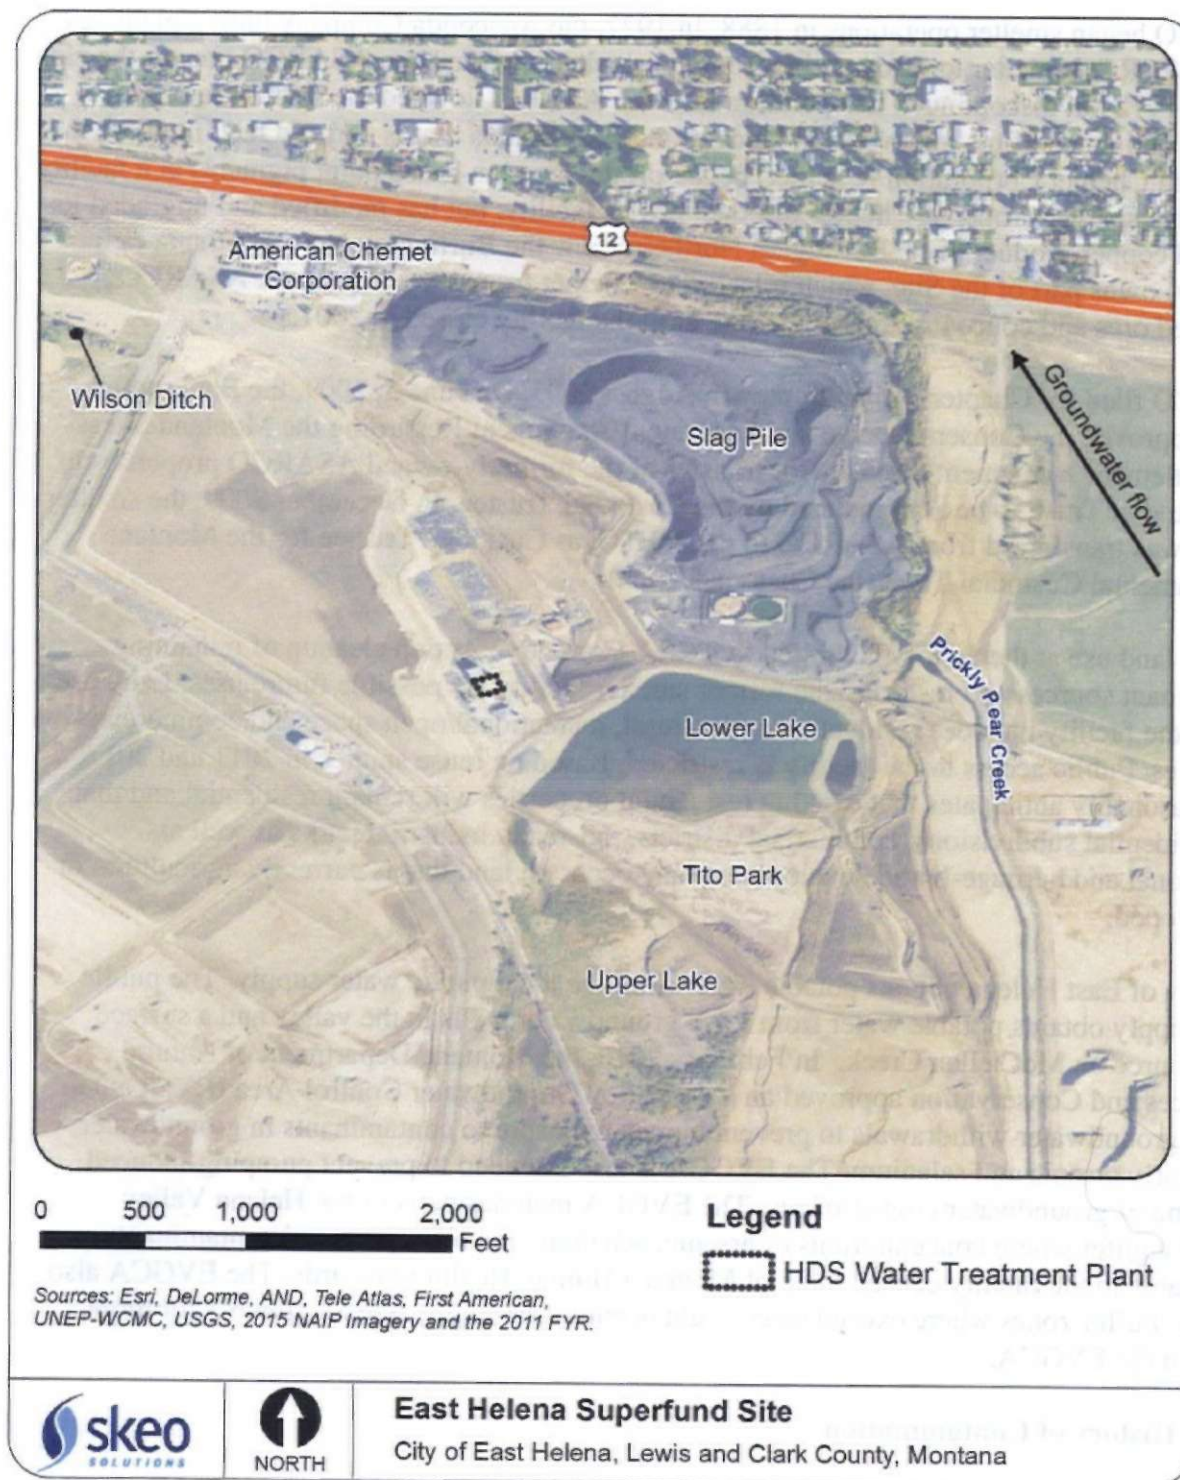 12
American Chemet
Corporation
Wilson Ditch
Slag Pile
Groundwater flow
Prickly Pear Creek
Lower Lake
Tito Park
Upper Lake
0 500 1,000 2,000
Feet
Legend
HDS Water Treatment Plant
Sources: Esri, DeLorme, AND, Tele Atlas, First American,
UNEP-WCMC, USGS, 2015 NAIP Imagery and the 2011 FYR.
skeo
SOLUTIONS
NORTH
East Helena Superfund Site
City of East Helena, Lewis and Clark County, Montana